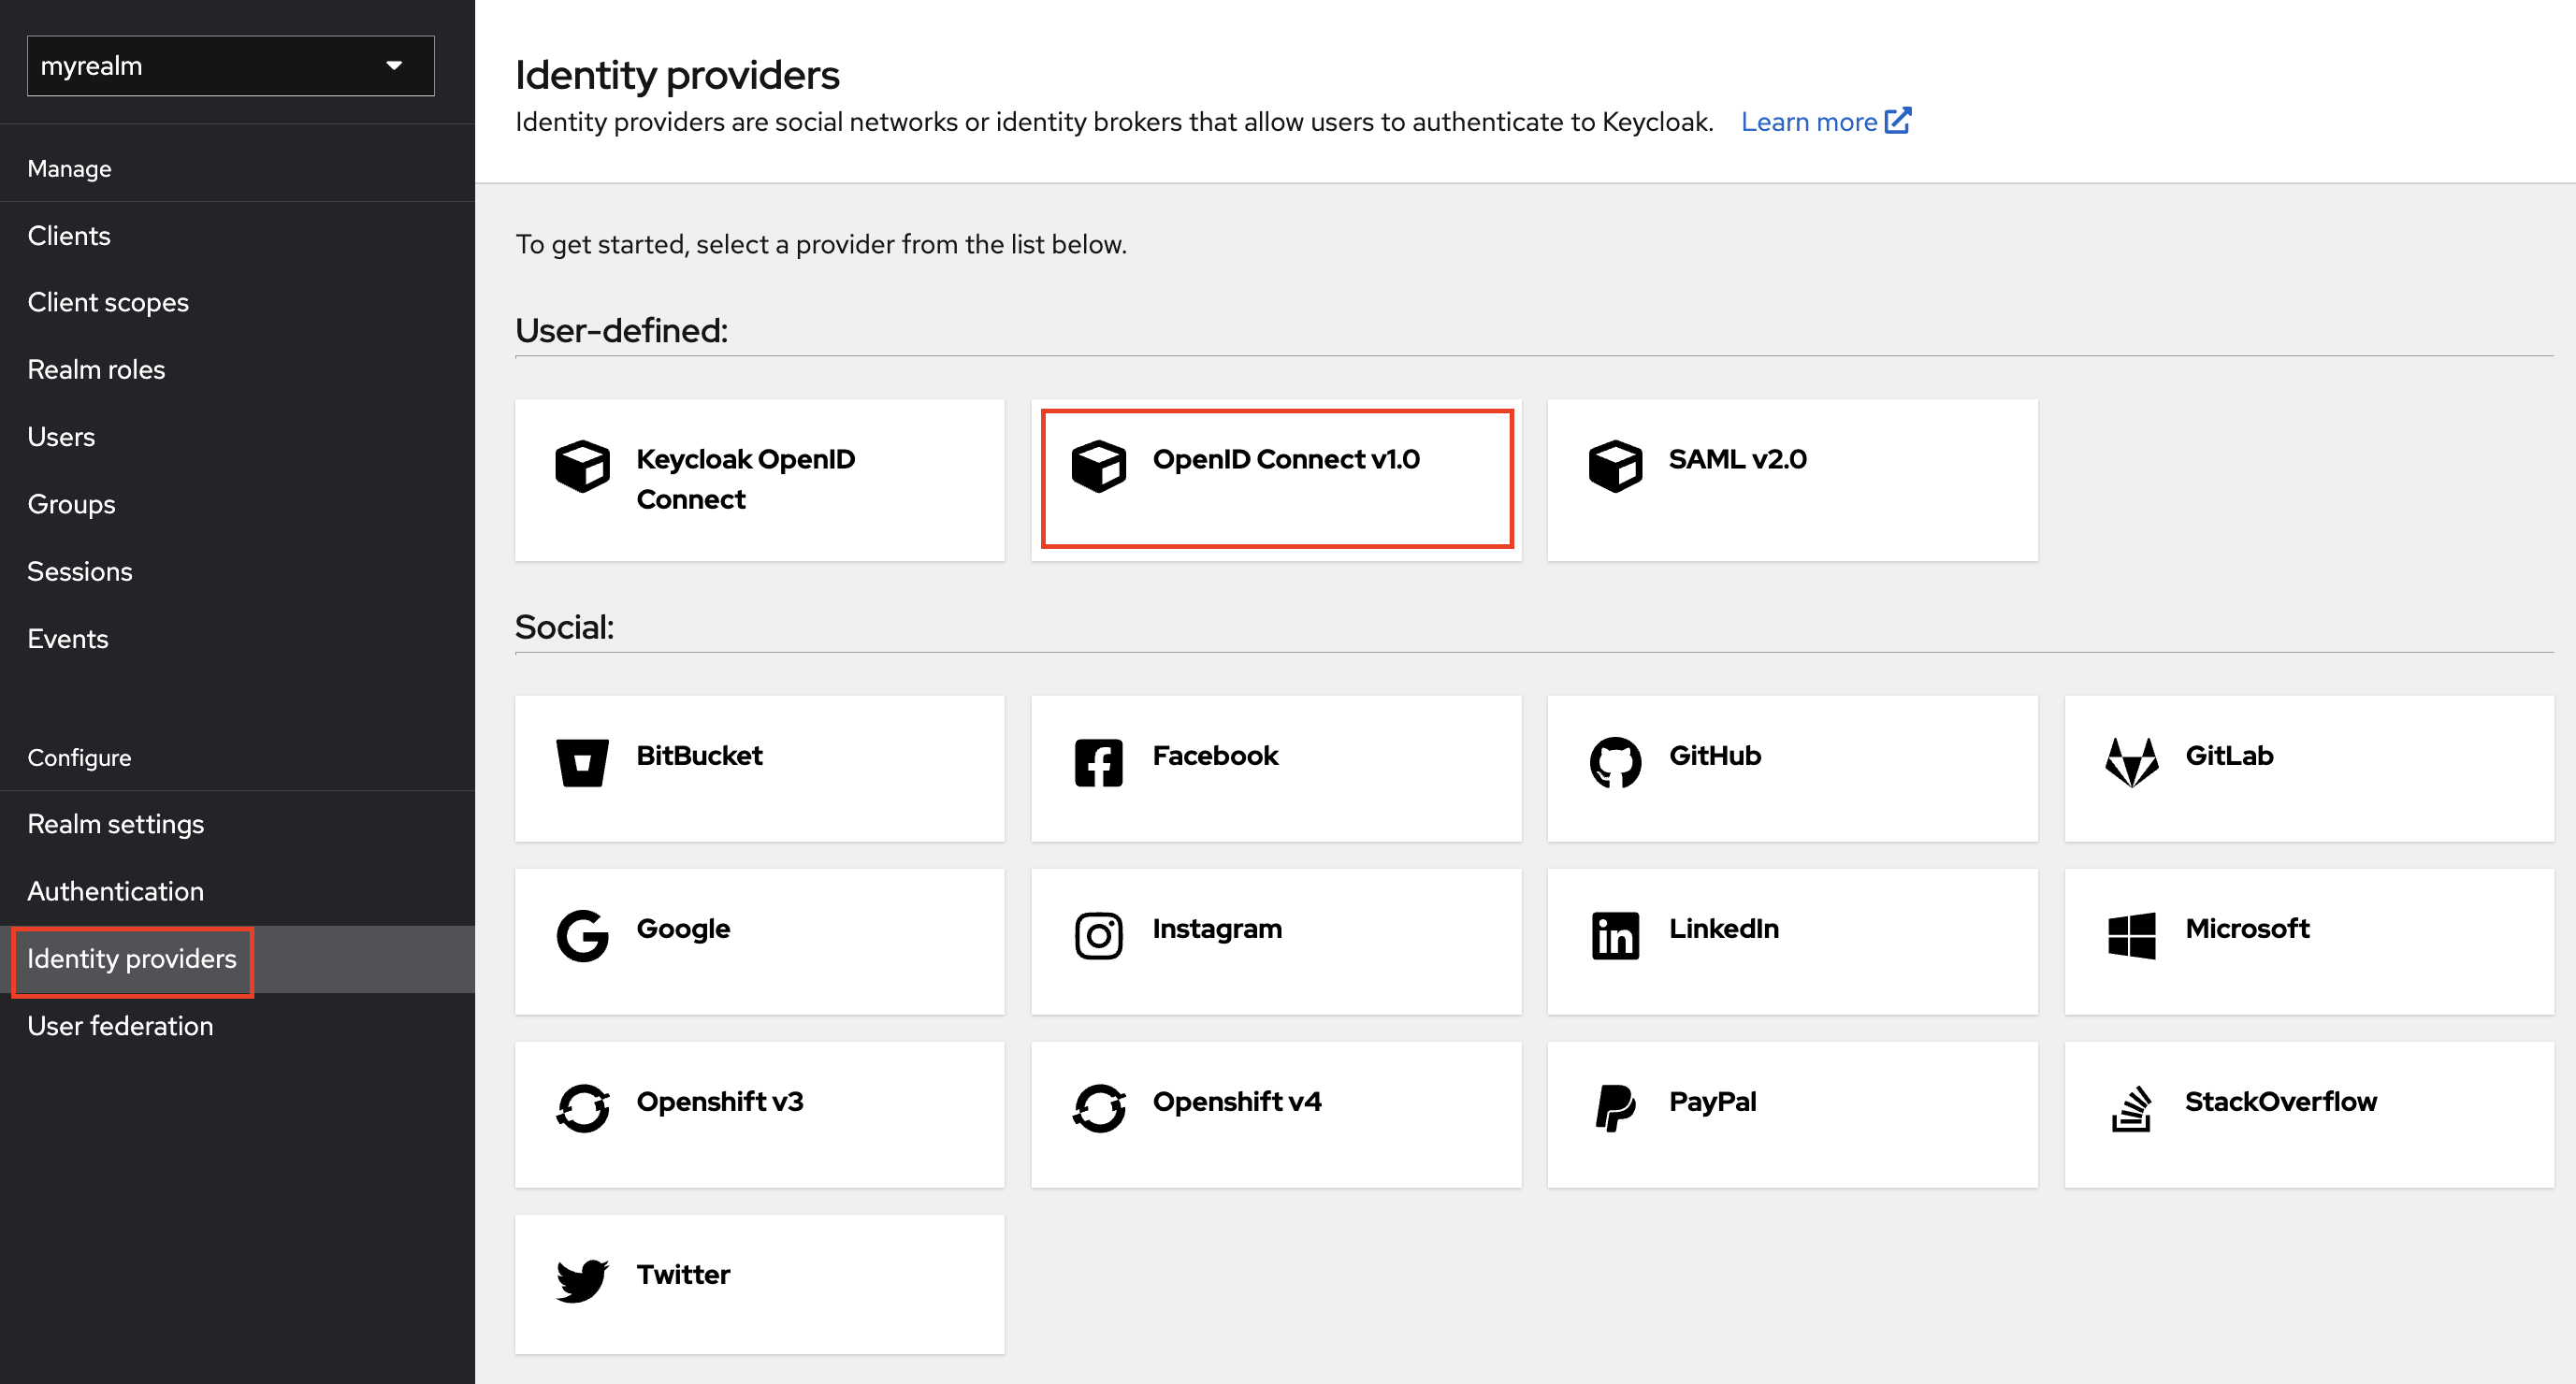 myrealm
Manage
Clients
Client scopes
Realm roles
Users
Groups
Sessions
Events
Configure
Realm settings
Authentication
Identity providers
User federation
Identity providers
Identity providers are social networks or identity brokers that allow users to authenticate to Keycloak. Learn more
To get started, select a provider from the list below.
User-defined:
Keycloak OpenID
Connect
OpenID Connect v1.0
SAML v2.0
Social:
BitBucket
Facebook
GitHub
GitLab
Google
Instagram
LinkedIn
Microsoft
Openshift v3
Openshift v4
PayPal
StackOverflow
Twitter